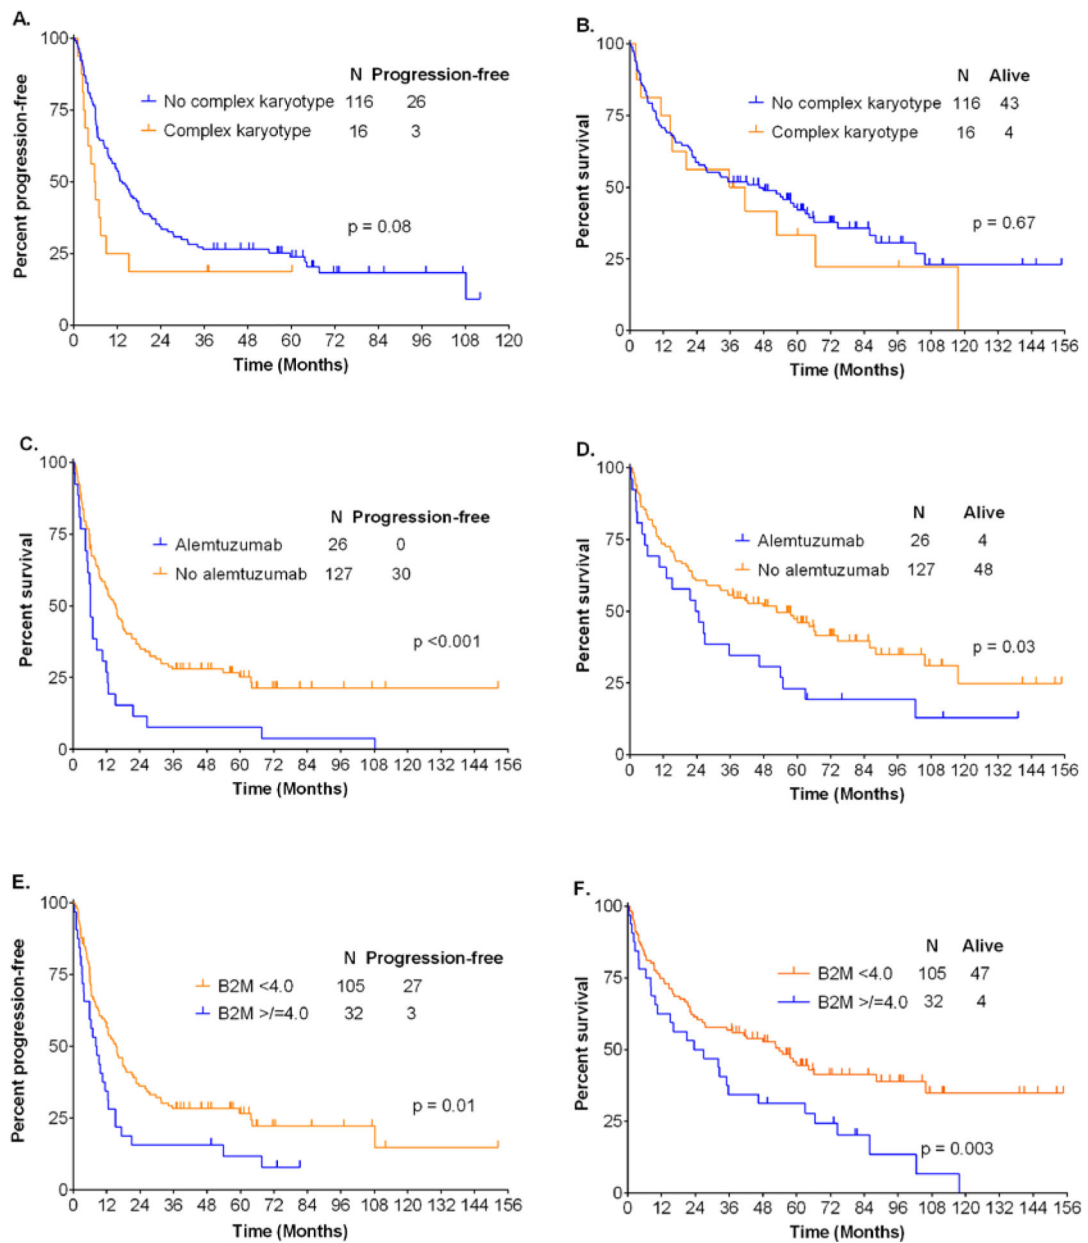 A.
Percent progression-free
100
75
50
25
0
N Progression-free
No complex karyotype 116 26
Complex karyotype 16 3
p = 0.08
0 12 24 36 48 60 72 84 96 108 120
Time (Months)
B.
Percent survival
100
75
50
25
0
N Alive
No complex karyotype 116 43
Complex karyotype 16 4
p = 0.67
0 12 24 36 48 60 72 84 96 108 120 132 144 156
Time (Months)
C.
Percent survival
100
75
50
25
0
N Progression-free
Alemtuzumab 26 0
No alemtuzumab 127 30
p <0.001
0 12 24 36 48 60 72 84 96 108 120 132 144 156
Time (Months)
D.
Percent survival
100
75
50
25
0
N Alive
Alemtuzumab 26 4
No alemtuzumab 127 48
p = 0.03
0 12 24 36 48 60 72 84 96 108 120 132 144 156
Time (Months)
E.
Percent progression-free
100
75
50
25
0
N Progression-free
B2M <4.0 105 27
B2M >/=4.0 32 3
p = 0.01
0 12 24 36 48 60 72 84 96 108 120 132 144 156
Time (Months)
F.
Percent survival
100
75
50
25
0
N Alive
B2M <4.0 105 47
B2M >/=4.0 32 4
p = 0.003
0 12 24 36 48 60 72 84 96 108 120 132 144 156
Time (Months)